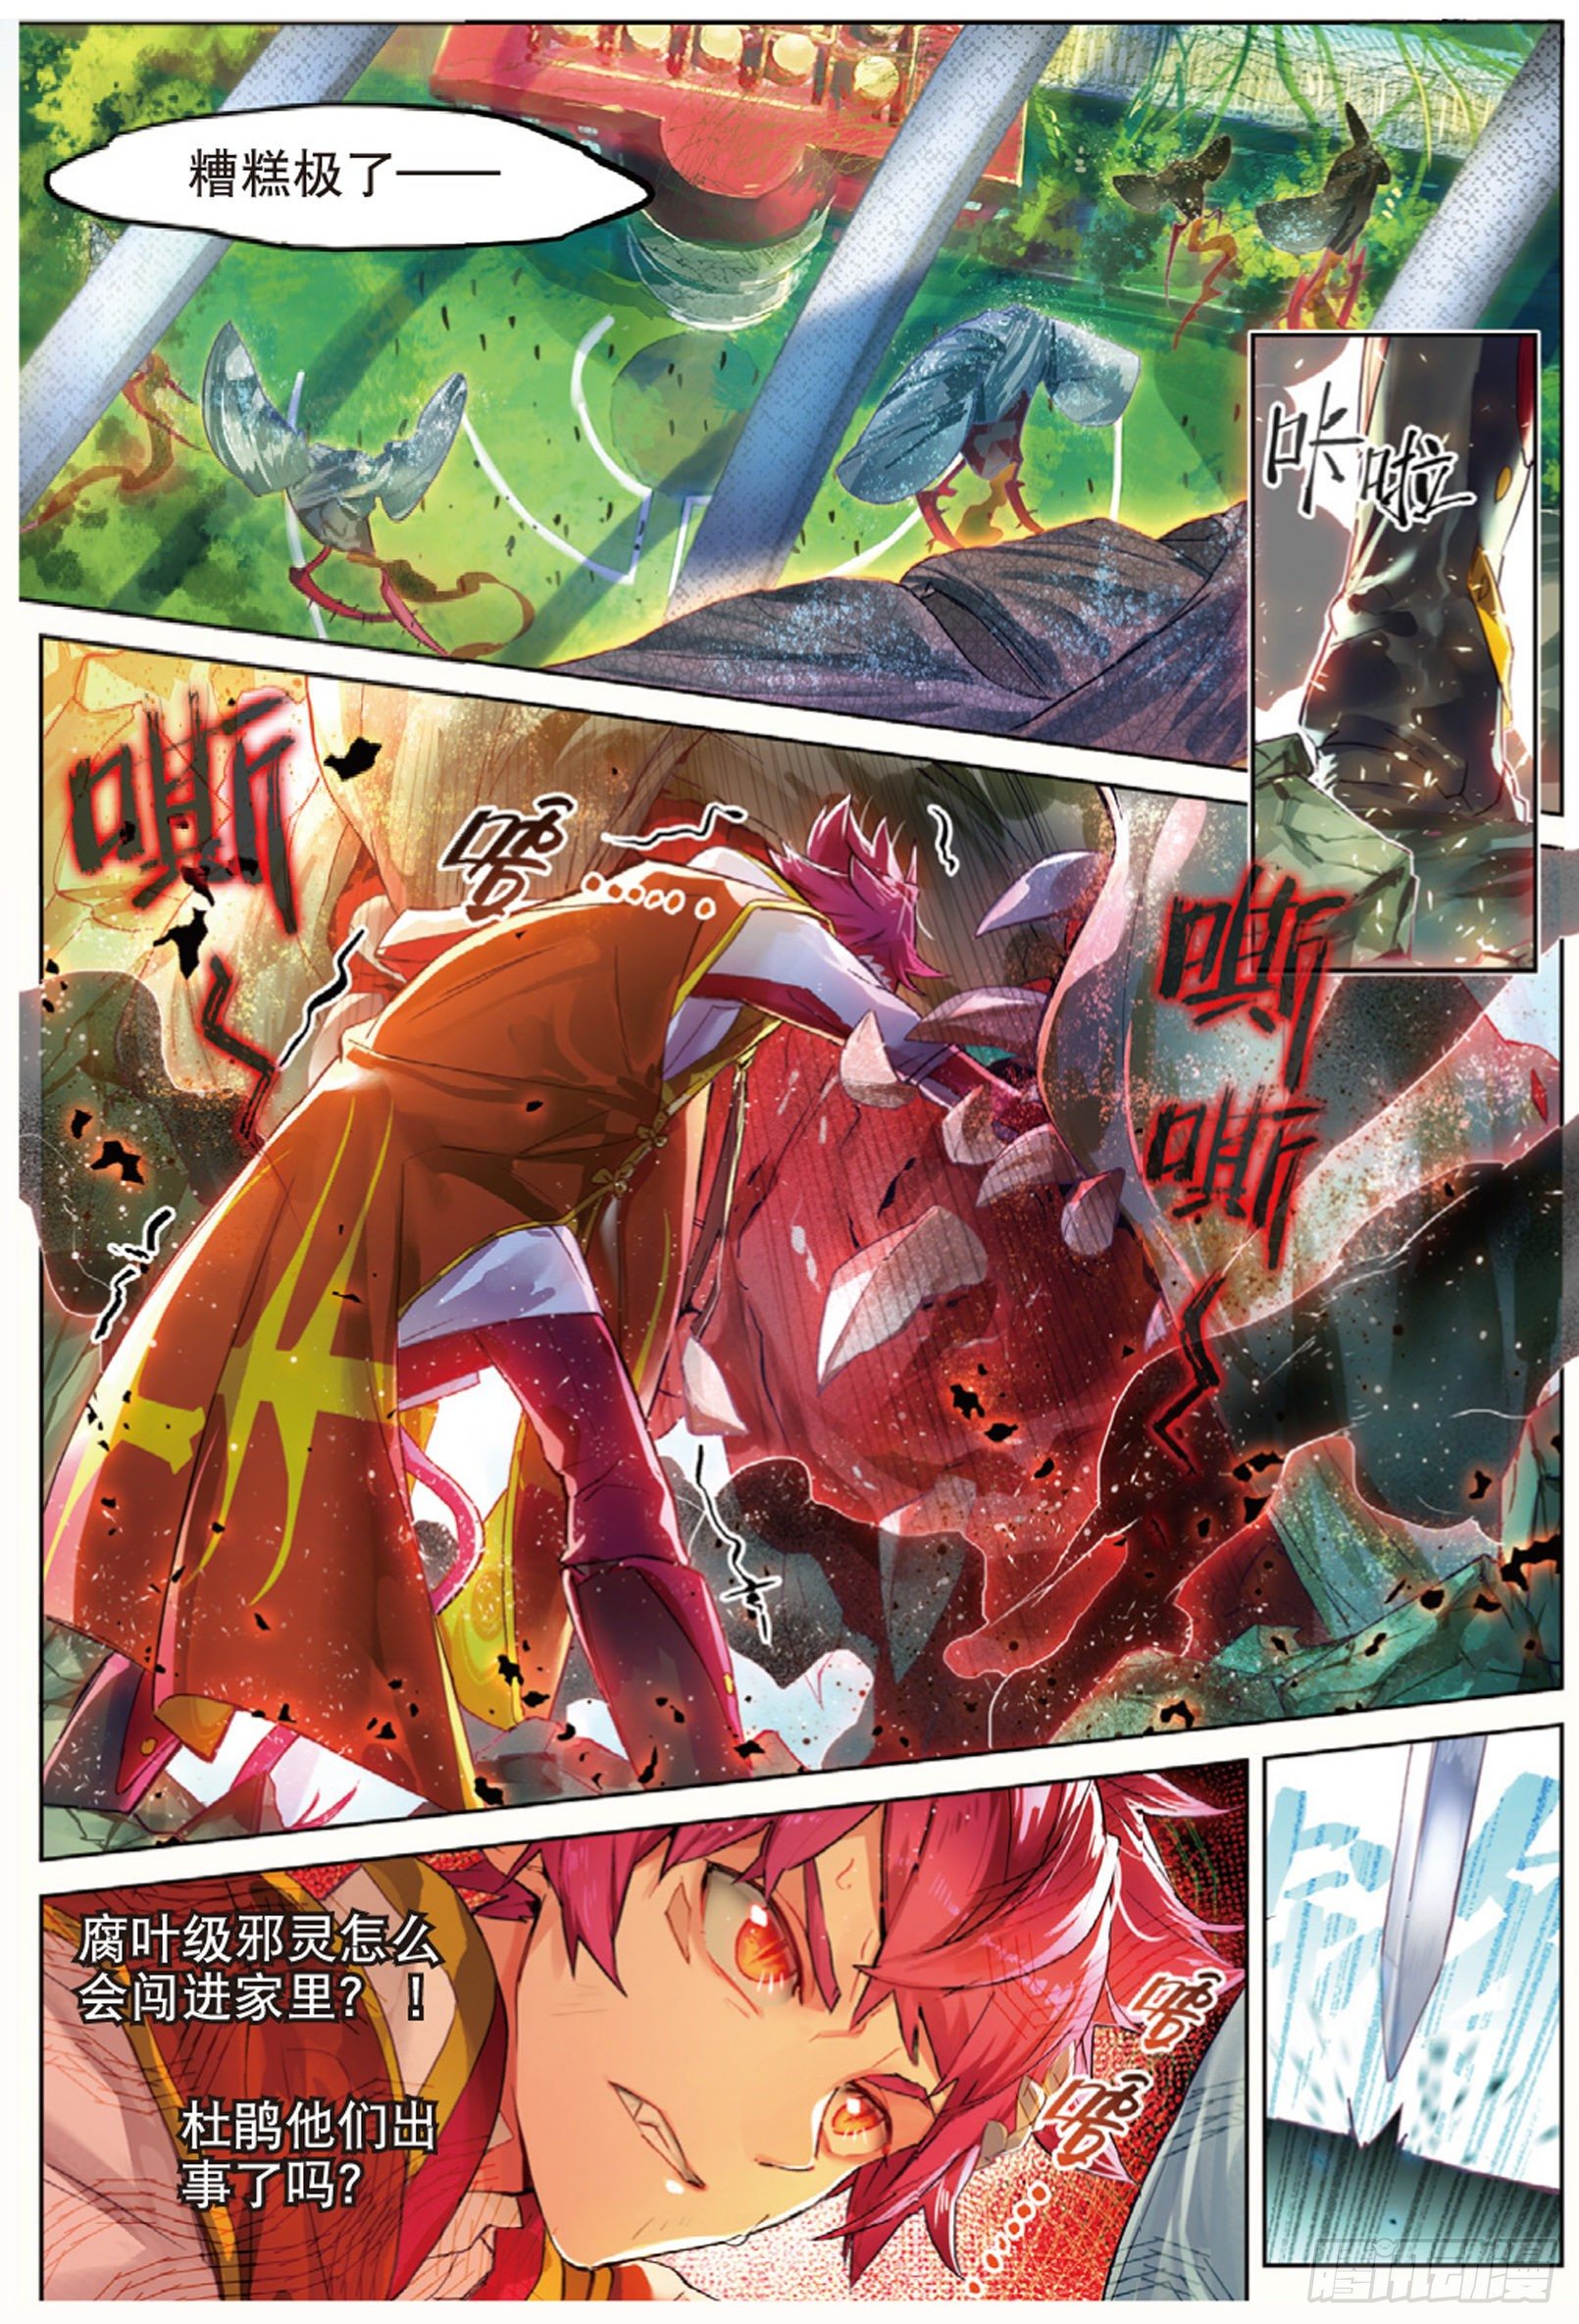 糟糕极了——
咔啦
嘶
嗒……
嘶
嘶
腐叶级邪灵怎么
会闯进家里？！
杜鹃他们出
事了吗？
嗒
嗒……
腾讯动漫